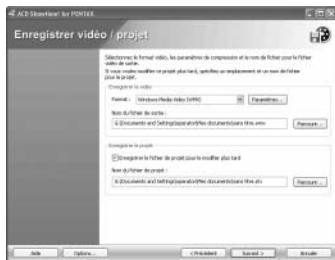 ACD Showtime! for PENTAX
Enregistrer vidéo / projet
Sélectionnez le format vidéo, les paramètres de compression et le nom de fichier pour le fichier vidéo de sortie.
Si vous voulez modifier ce projet plus tard, spécifiez un emplacement et un nom de fichier pour le projet.
Enregistrer la vidéo
Format : Windows Media Video (WMV) Paramètres...
Nom du fichier de sortie :
Parcourir...
Enregistrer le projet
Enregistrer le fichier de projet pour le modifier plus tard
Nom du fichier de projet :
Parcourir...
Aide Options... < Précédent Suivant > Annuler